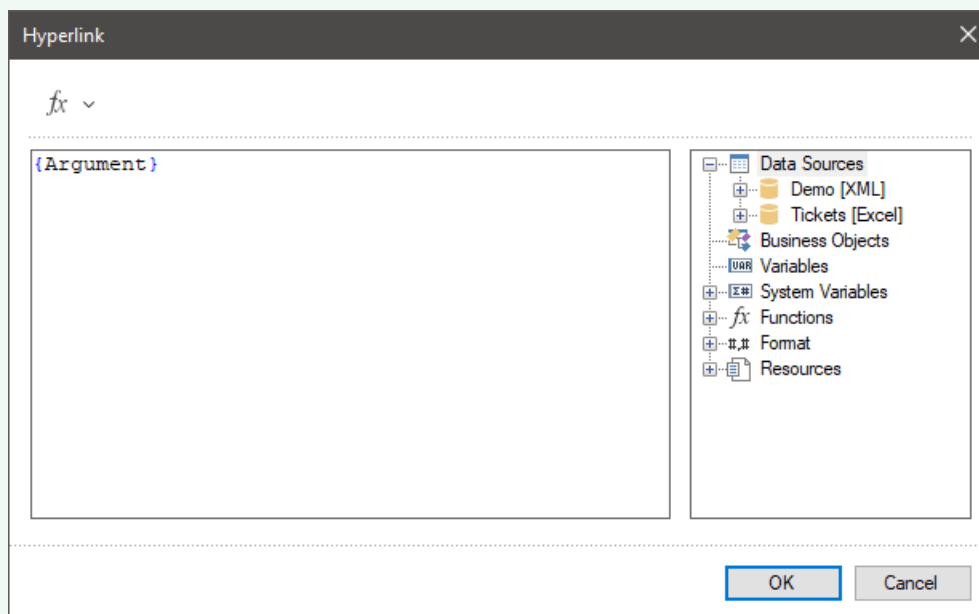 Hyperlink
fx
{Argument}
Data Sources
Demo [XML]
Tickets [Excel]
Business Objects
VAR Variables
Σ# System Variables
fx Functions
#,# Format
Resources
OK Cancel